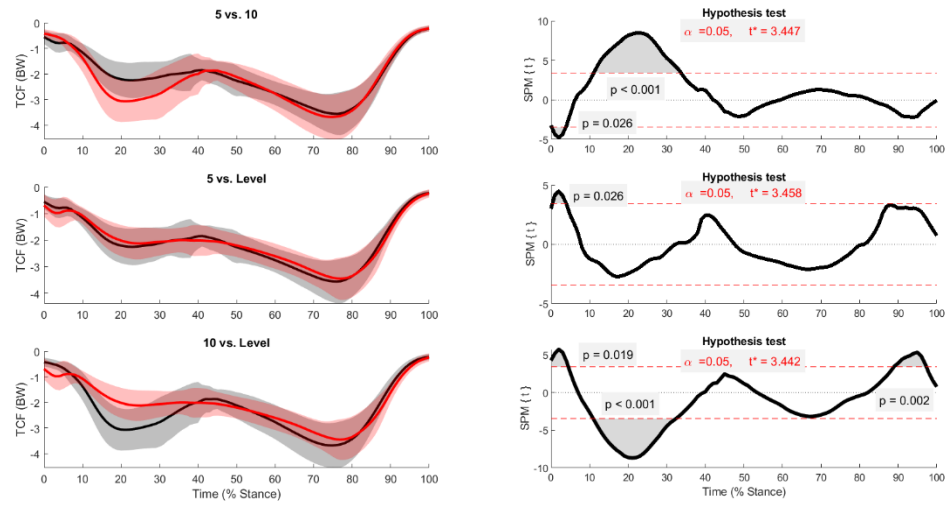 5 vs. 10
TCF (BW)
0
-1
-2
-3
-4
0 10 20 30 40 50 60 70 80 90 100
Hypothesis test
α =0.05, t* = 3.447
SPM { t }
10
5
0
-5
p < 0.001
p = 0.026
0 10 20 30 40 50 60 70 80 90 100
5 vs. Level
TCF (BW)
0
-1
-2
-3
-4
0 10 20 30 40 50 60 70 80 90 100
Hypothesis test
α =0.05, t* = 3.458
SPM { t }
5
0
-5
p = 0.026
0 10 20 30 40 50 60 70 80 90 100
10 vs. Level
TCF (BW)
0
-1
-2
-3
-4
0 10 20 30 40 50 60 70 80 90 100
Time (% Stance)
Hypothesis test
α =0.05, t* = 3.442
SPM { t }
5
0
-5
-10
p = 0.019
p < 0.001
p = 0.002
0 10 20 30 40 50 60 70 80 90 100
Time (% Stance)